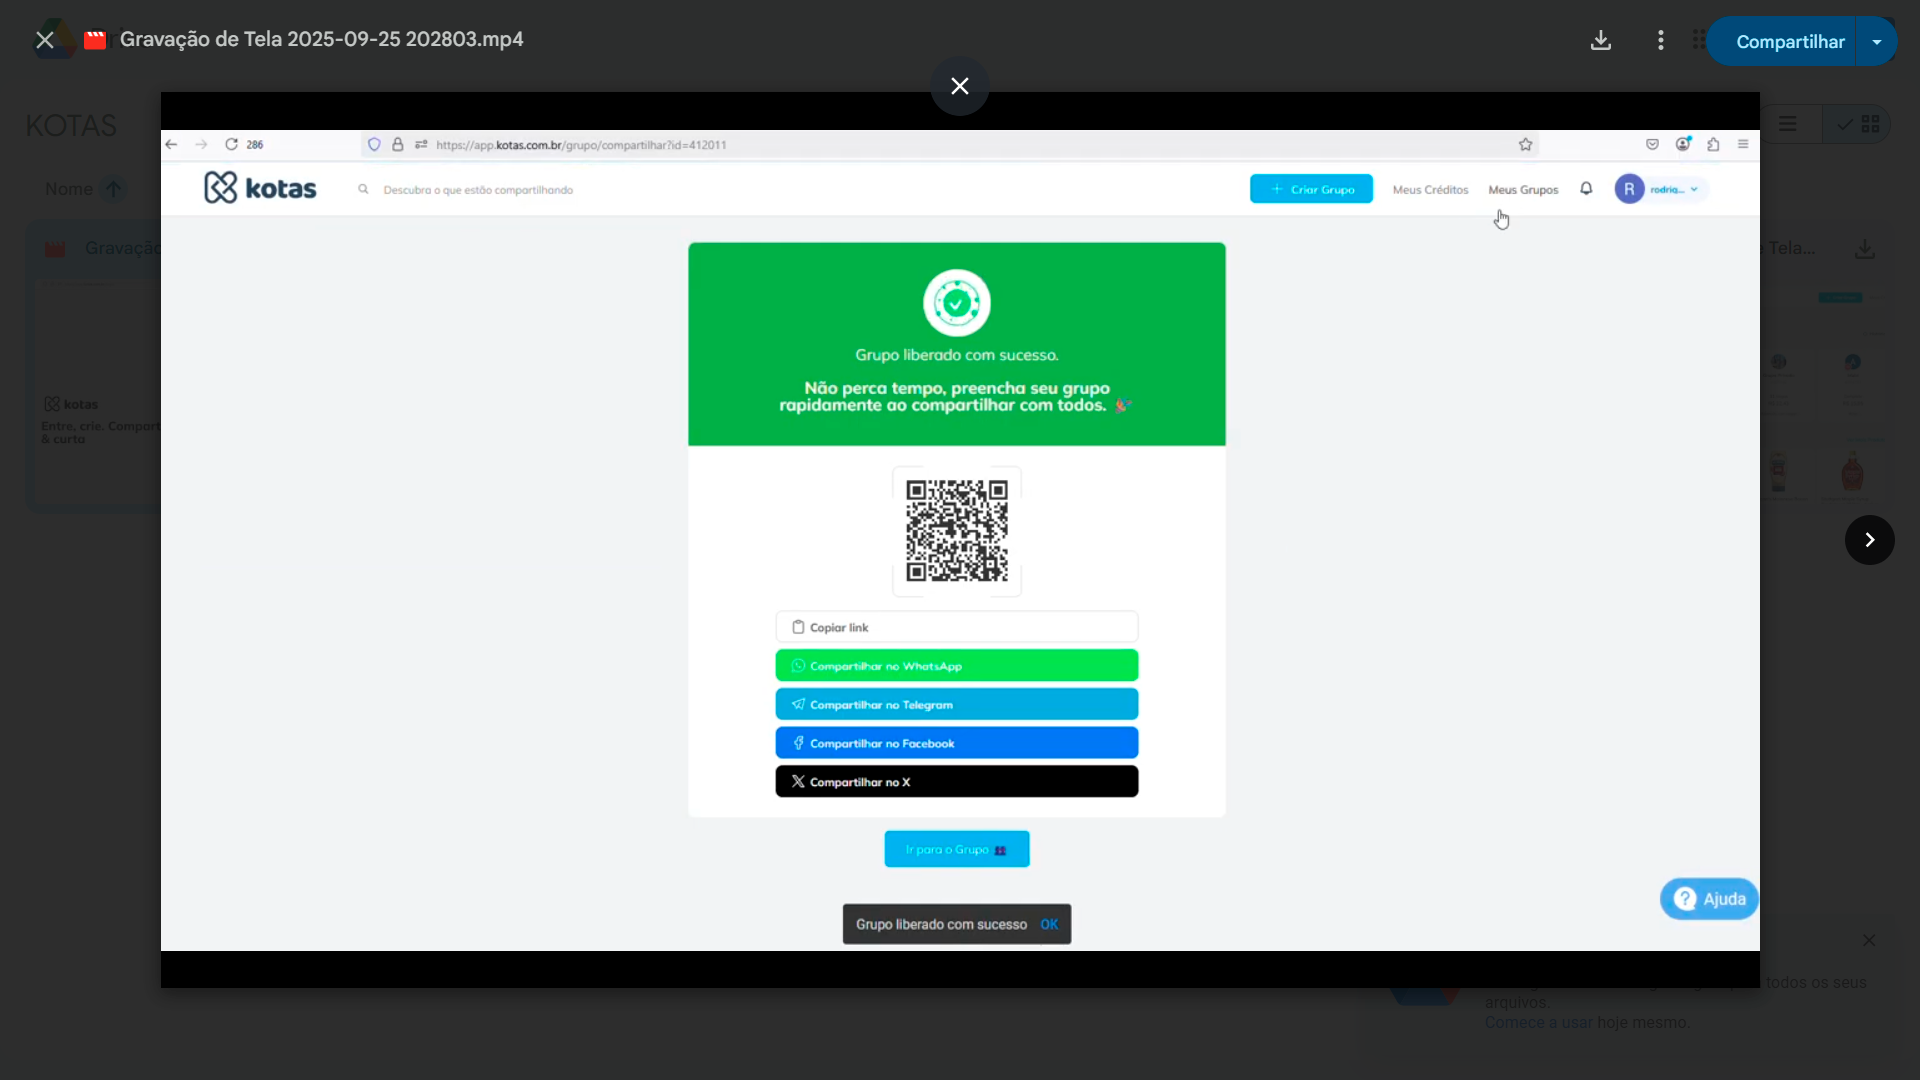 Gravação de Tela 2025-09-25 202803.mp4
Compartilhar
KOTAS
286
https://app.kotas.com.br/grupo/compartilhar?id=412011
Nome
kotas
Descubra o que estão compartilhando
Criar Grupo
Meus Créditos
Meus Grupos
R
rodrig...
Gravação
e Tela...
Grupo liberado com sucesso.
Não perca tempo, preencha seu grupo
rapidamente ao compartilhar com todos. 🎉
kotas
Entre, crie. Compart
& curta
Copiar link
Compartilhar no WhatsApp
Compartilhar no Telegram
Compartilhar no Facebook
Compartilhar no X
Ir para o Grupo
Ajuda
Grupo liberado com sucesso OK
todos os seus
arquivos.
Comece a usar hoje mesmo.